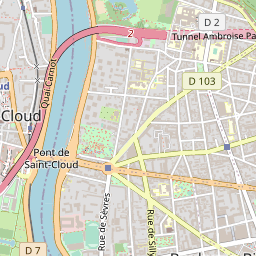 D 2
2
Tunnel Ambroise Pa
Quai Carnot
D 103
Cloud
Pont de
Saint-Cloud
Rue de Sèvres
Rue de Silly
D 7